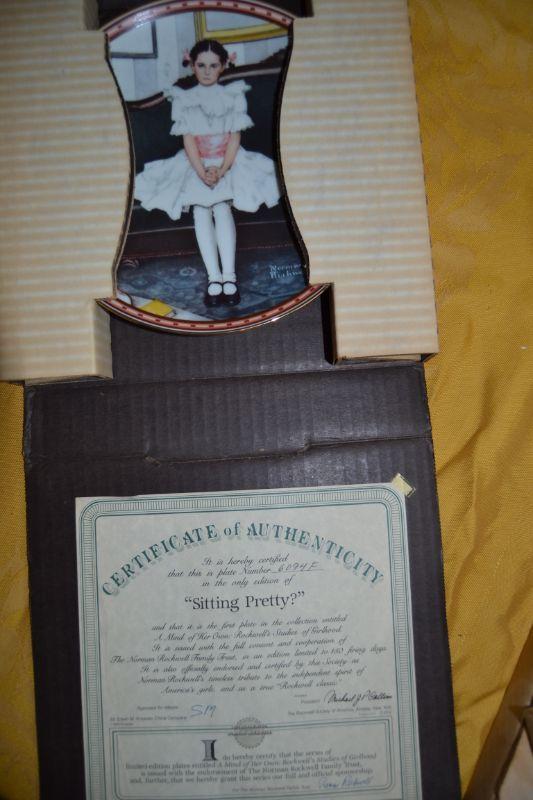 Norman
CERTIFICATE of AUTHENTICITY
It is hereby certified
that this is plate Number 6094F
in the only edition of
“Sitting Pretty?”
and that it is the first plate in the collection entitled
A Mind of Her Own: Rockwell's Studies of Girlhood.
It is issued with the full consent and cooperation of
The Norman Rockwell Family Trust, in an edition limited to 150 firing days.
It is also officially endorsed and certified by this Society as
Norman Rockwell's timeless tribute to the independent spirit of
America's girls, and as a true "Rockwell classic."
Approved for release
President
The Rockwell Society of America
I do hereby certify that the series of
limited-edition plates entitled A Mind of Her Own: Rockwell's Studies of Girlhood
is issued with the endorsement of The Norman Rockwell Family Trust,
and, further, that we hereby grant this series our full and official sponsorship.